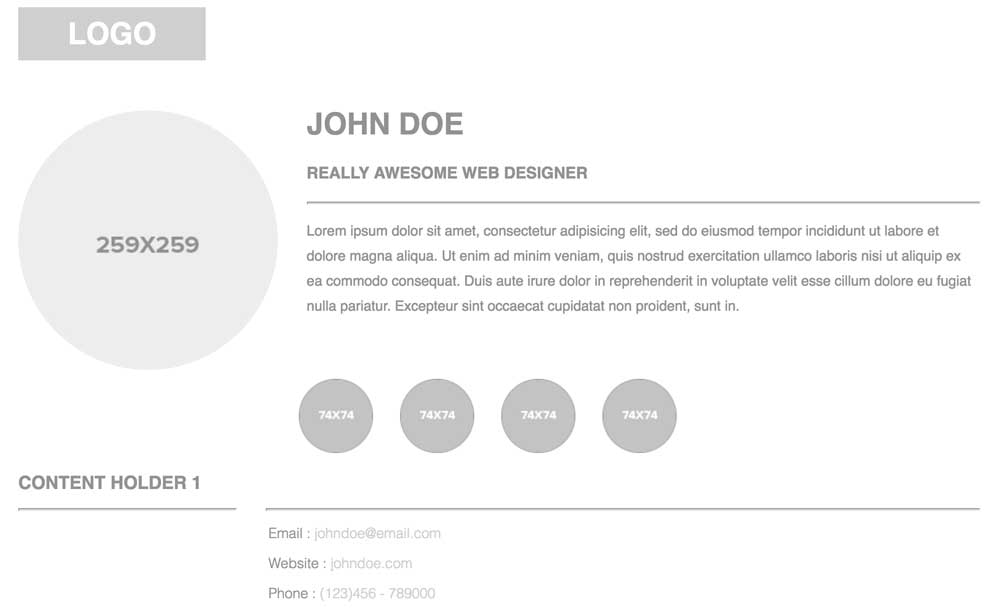 LOGO
JOHN DOE
REALLY AWESOME WEB DESIGNER
259X259
Lorem ipsum dolor sit amet, consectetur adipisicing elit, sed do eiusmod tempor incididunt ut labore et
dolore magna aliqua. Ut enim ad minim veniam, quis nostrud exercitation ullamco laboris nisi ut aliquip ex
ea commodo consequat. Duis aute irure dolor in reprehenderit in voluptate velit esse cillum dolore eu fugiat
nulla pariatur. Excepteur sint occaecat cupidatat non proident, sunt in.
74X74 74X74 74X74 74X74
CONTENT HOLDER 1
Email : johndoe@email.com
Website : johndoe.com
Phone : (123)456 - 789000